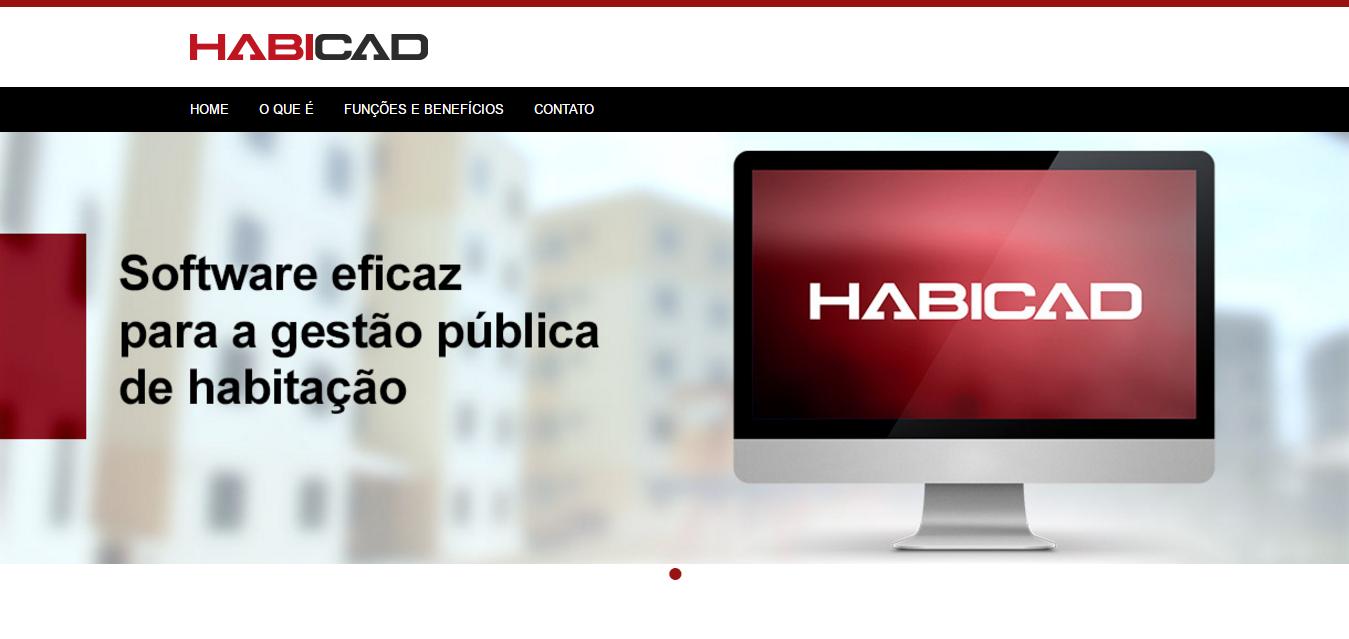 HABICAD
HOME O QUE É FUNÇÕES E BENEFÍCIOS CONTATO
Software eficaz
para a gestão pública
de habitação
HABICAD